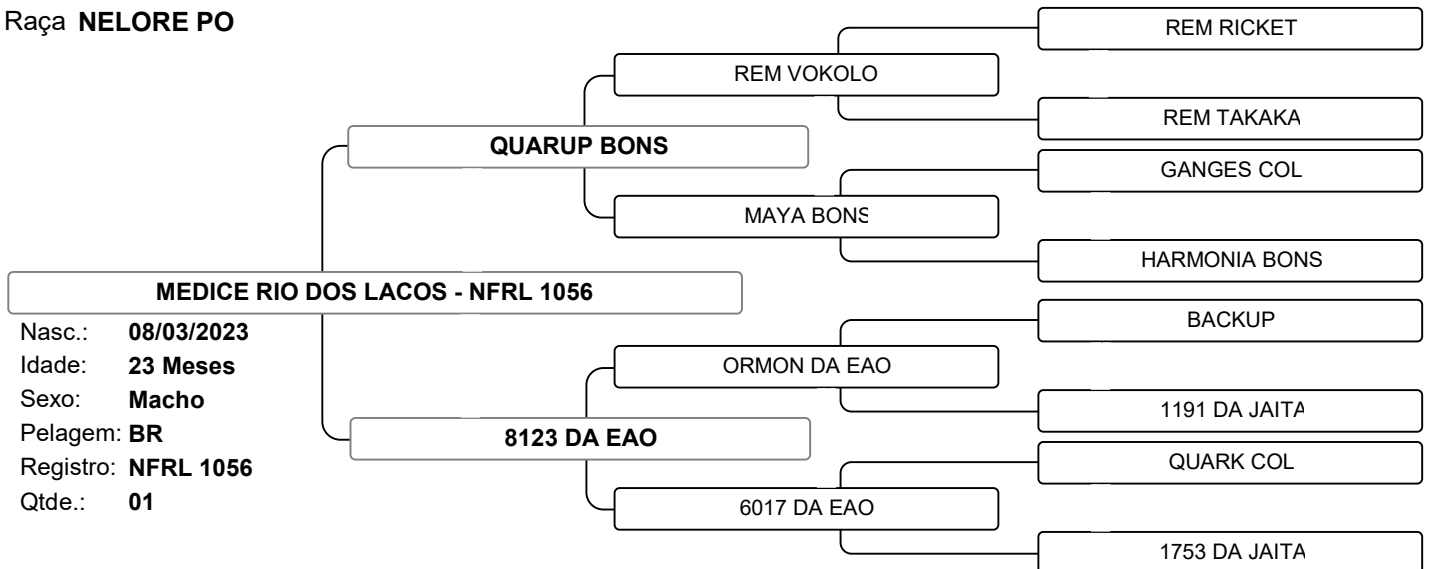 Raça NELORE PO
REM RICKET
REM VOKOLO
REM TAKAKA
QUARUP BONS
GANGES COL
MAYA BONS
HARMONIA BONS
MEDICE RIO DOS LACOS - NFRL 1056
Nasc.: 08/03/2023
Idade: 23 Meses
Sexo: Macho
Pelagem: BR
Registro: NFRL 1056
Qtde.: 01
BACKUP
ORMON DA EAO
1191 DA JAITA
8123 DA EAO
QUARK COL
6017 DA EAO
1753 DA JAITA